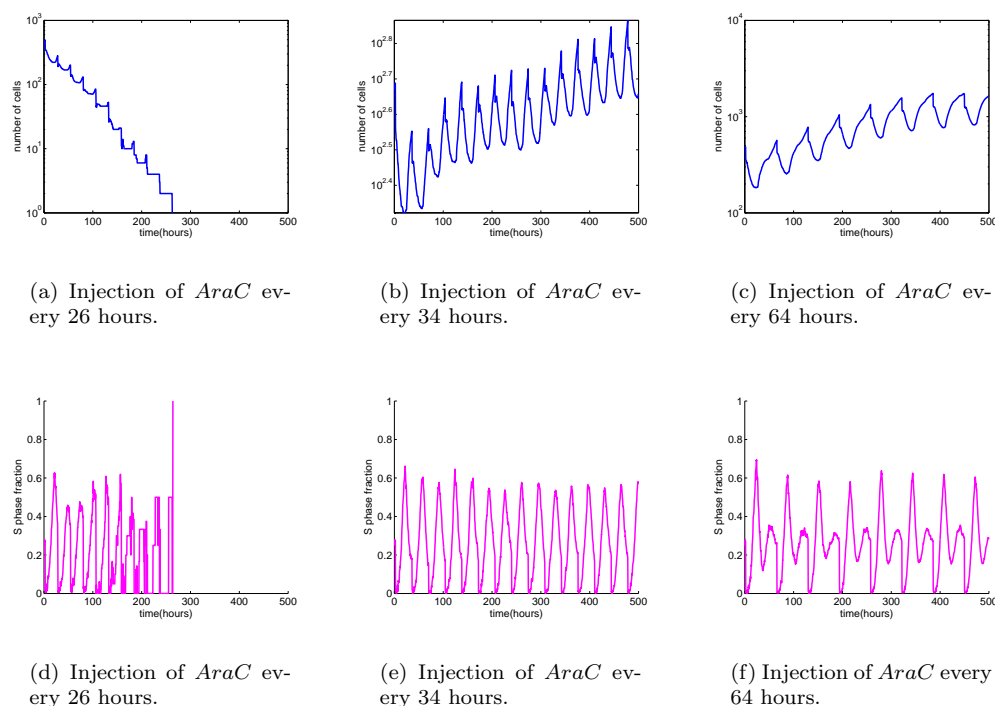 10^3
10^2
10^1
10^0
number of cells
0 100 200 300 400 500
time(hours)
10^2.8
10^2.7
10^2.6
10^2.5
10^2.4
number of cells
0 100 200 300 400 500
time(hours)
10^4
10^3
10^2
number of cells
0 100 200 300 400 500
time(hours)
(a) Injection of AraC ev-
ery 26 hours.
(b) Injection of AraC ev-
ery 34 hours.
(c) Injection of AraC ev-
ery 64 hours.
1
0.8
0.6
0.4
0.2
0
S phase fraction
0 100 200 300 400 500
time(hours)
1
0.8
0.6
0.4
0.2
0
S phase fraction
0 100 200 300 400 500
time(hours)
1
0.8
0.6
0.4
0.2
0
S phase fraction
0 100 200 300 400 500
time(hours)
(d) Injection of AraC ev-
ery 26 hours.
(e) Injection of AraC ev-
ery 34 hours.
(f) Injection of AraC every
64 hours.